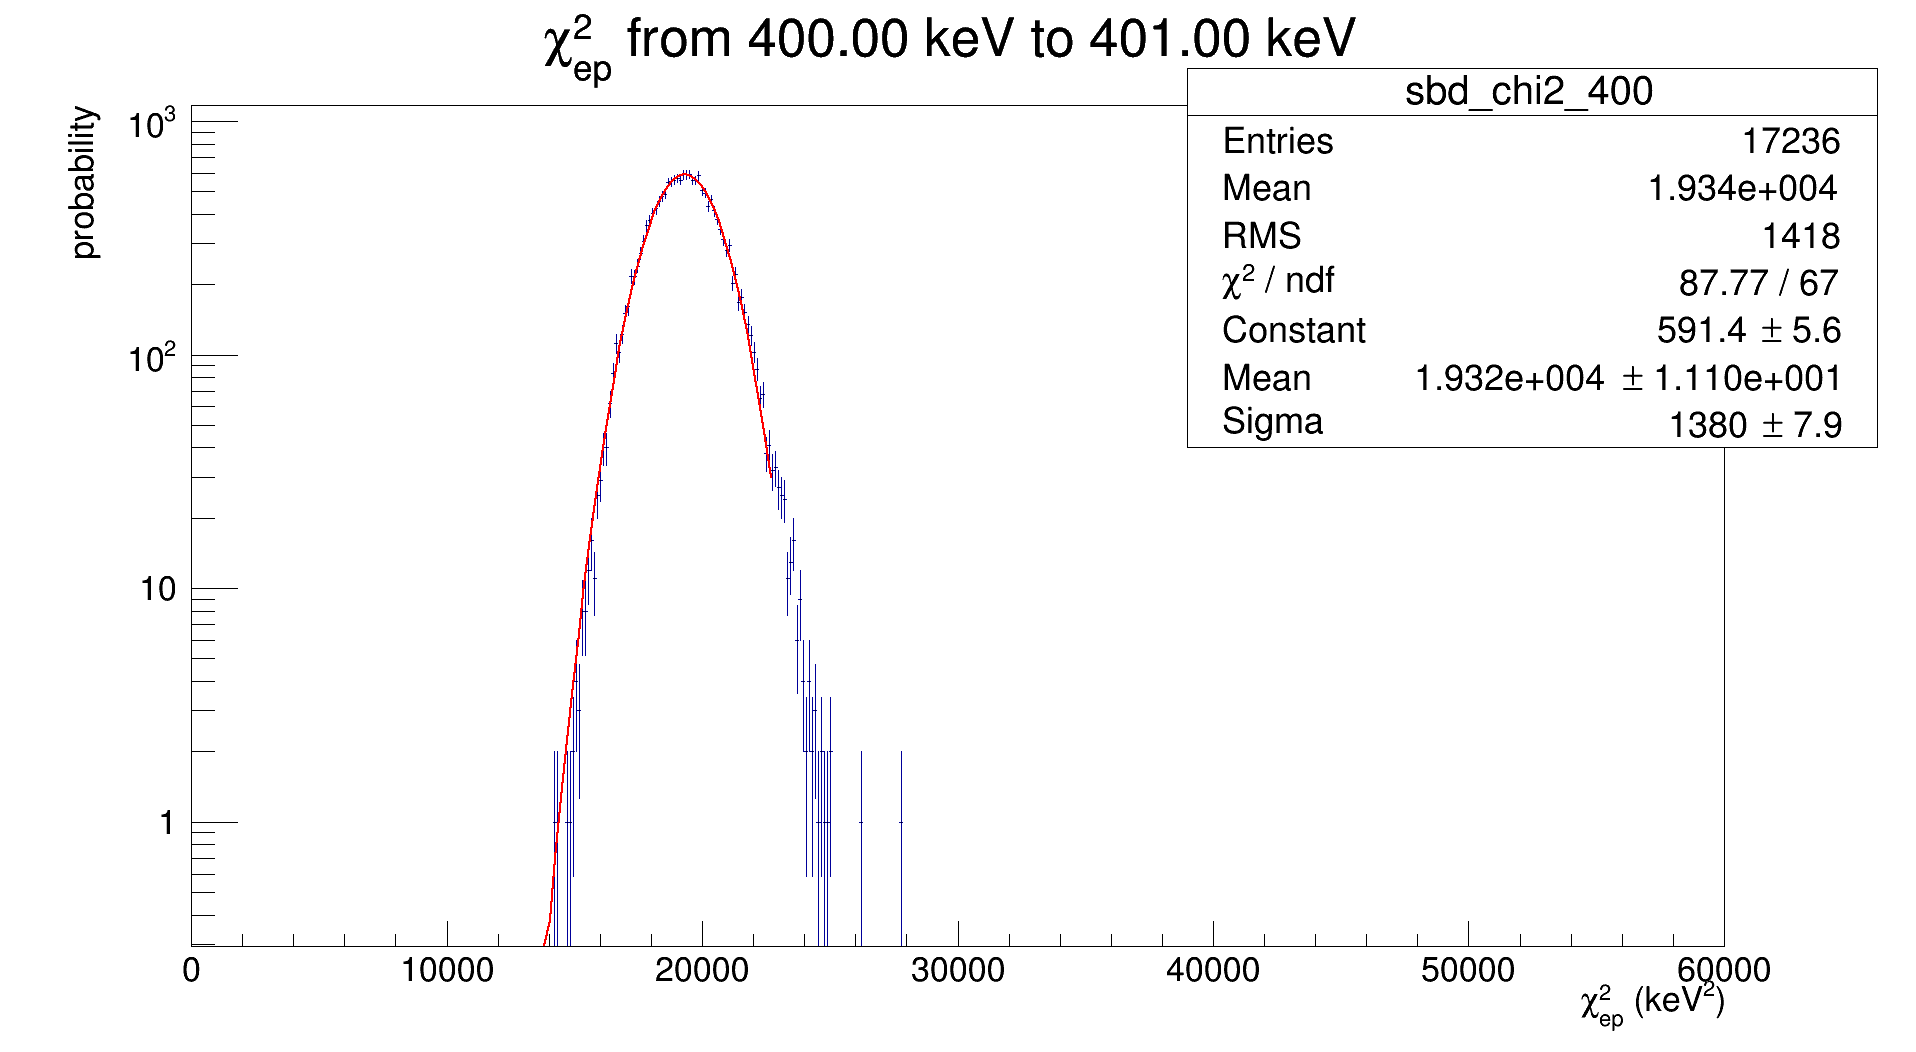 χ²ep from 400.00 keV to 401.00 keV
sbd_chi2_400
Entries 17236
Mean 1.934e+004
RMS 1418
χ² / ndf 87.77 / 67
Constant 591.4 ± 5.6
Mean 1.932e+004 ± 1.110e+001
Sigma 1380 ± 7.9
probability
10³
10²
10
1
0 10000 20000 30000 40000 50000 60000
χ²ep (keV²)